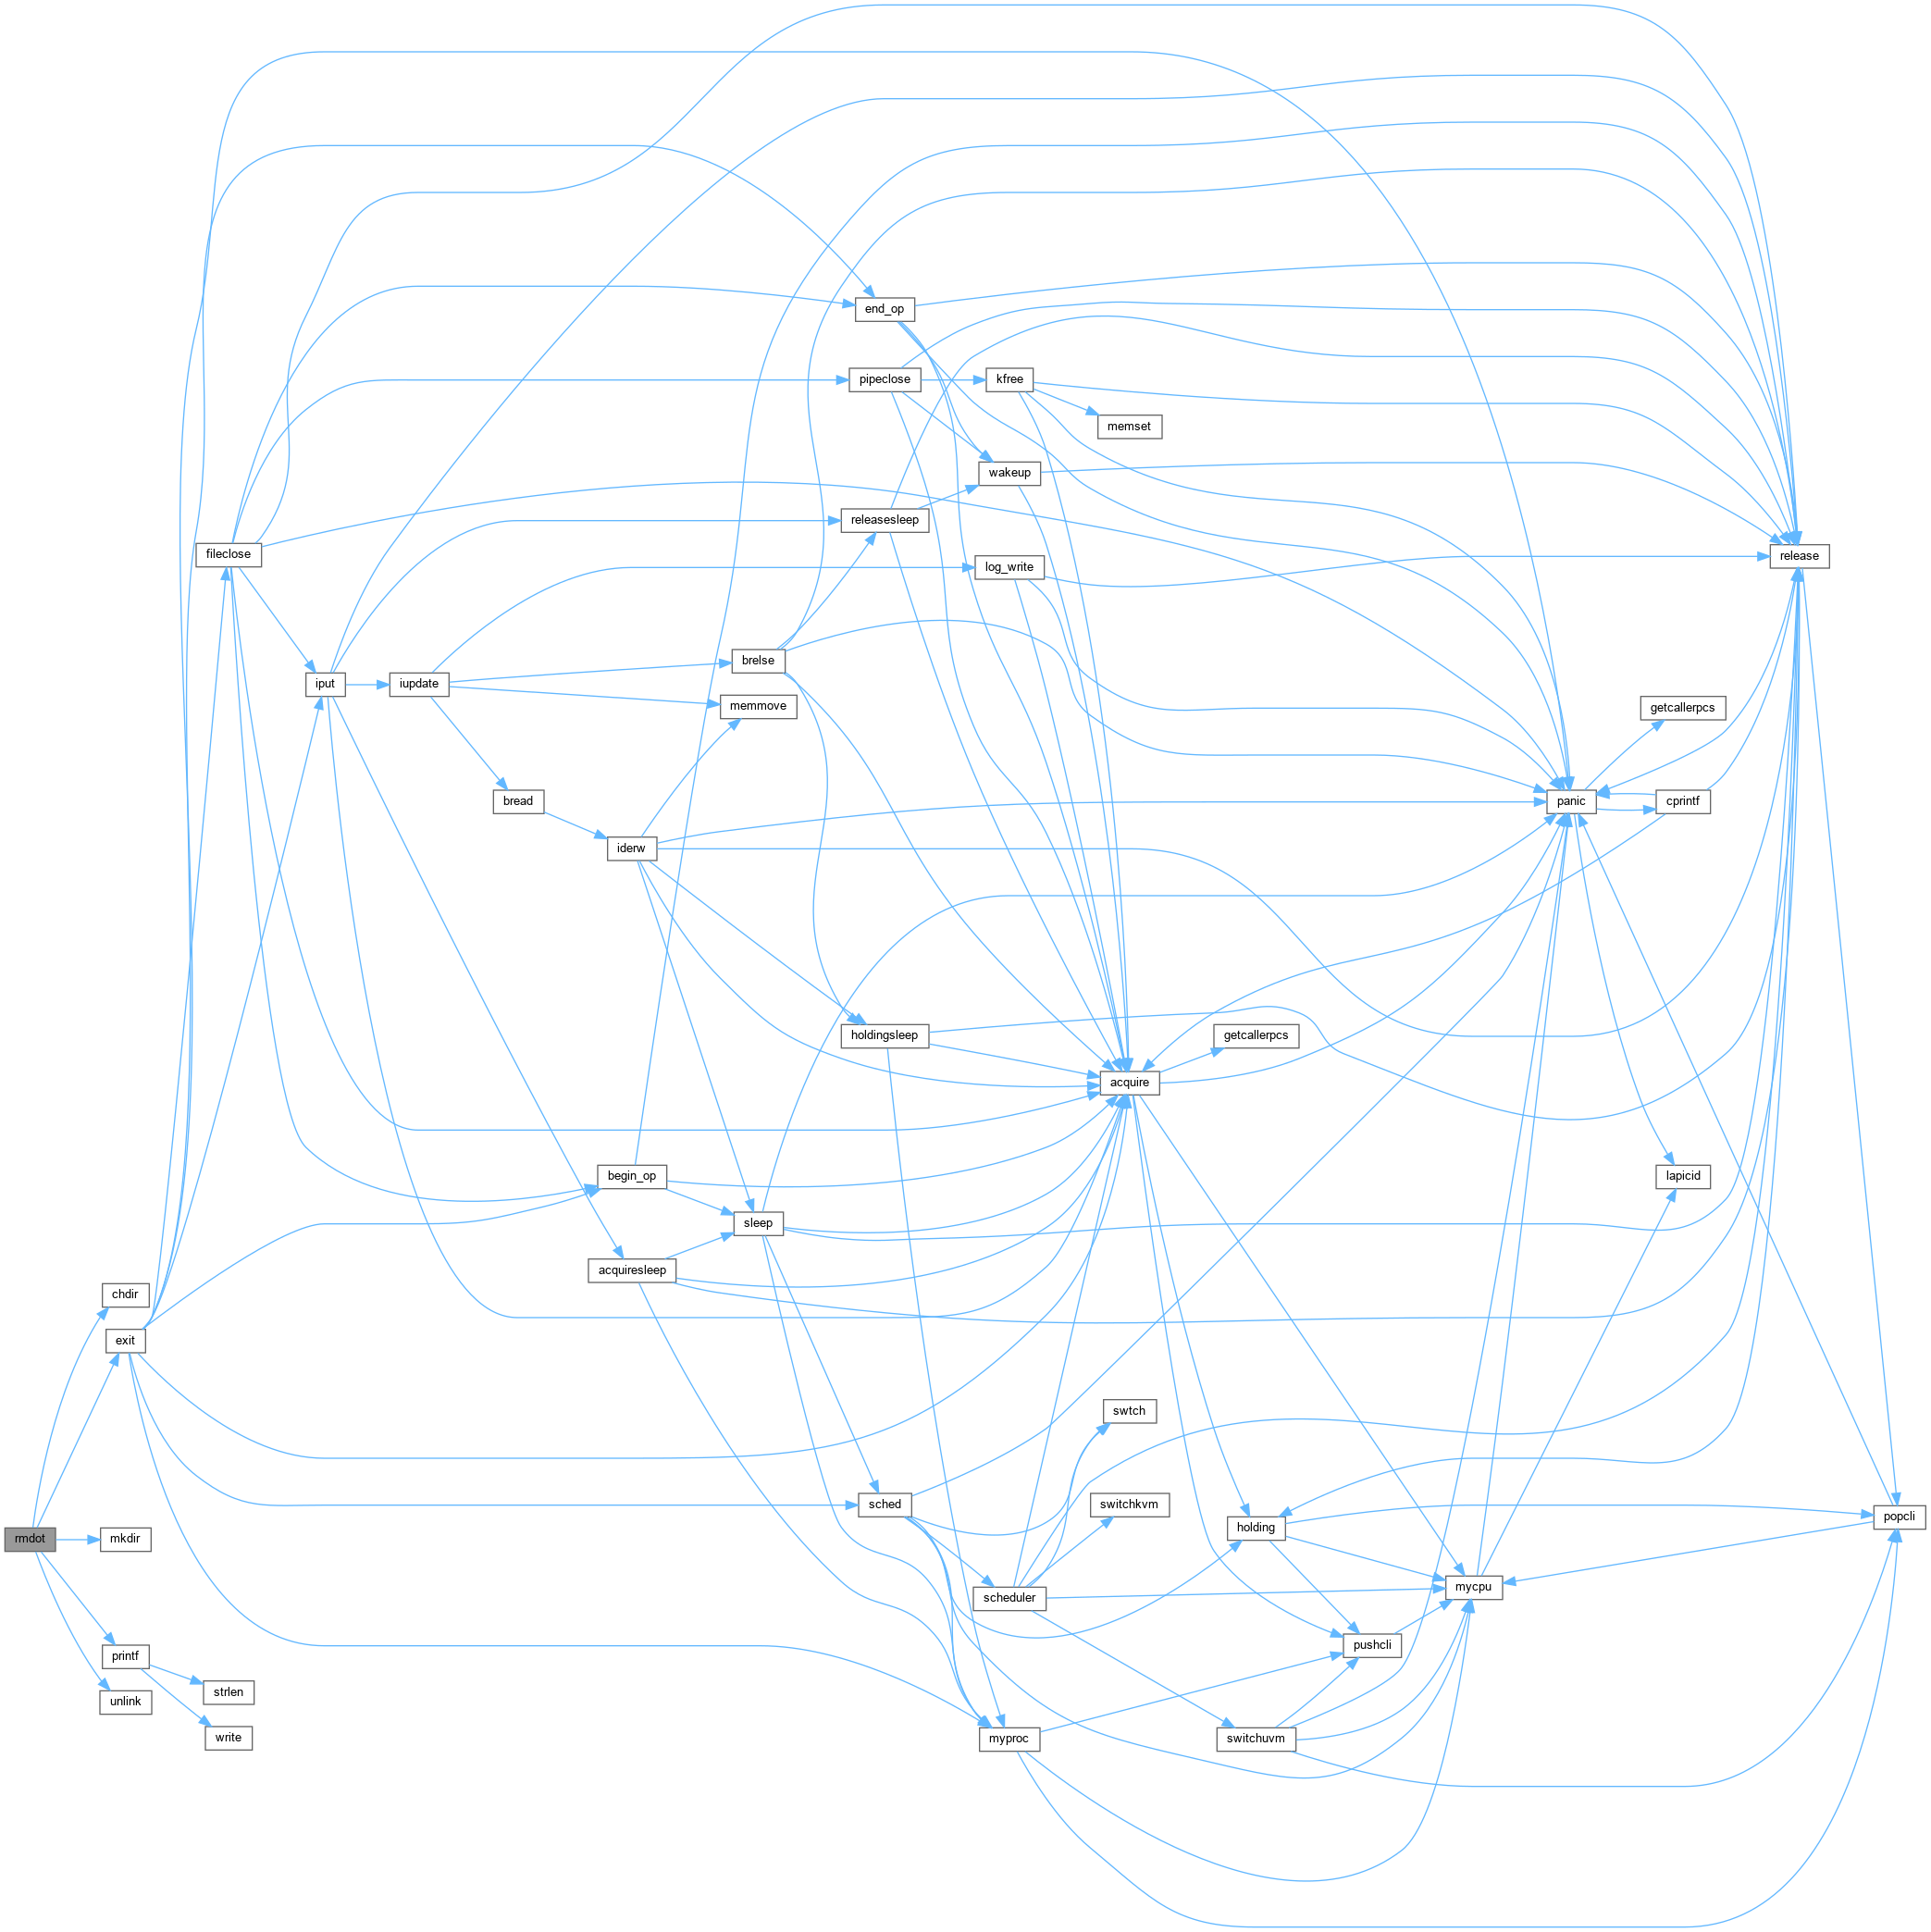 end_op
pipeclose
kfree
memset
wakeup
releasesleep
fileclose
release
log_write
brelse
iput
iupdate
memmove
getcallerpcs
bread
panic
cprintf
iderw
holdingsleep
getcallerpcs
acquire
begin_op
lapicid
sleep
acquiresleep
chdir
exit
swtch
sched
switchkvm
popcli
holding
rmdot
mkdir
mycpu
scheduler
pushcli
printf
strlen
unlink
write
myproc
switchuvm